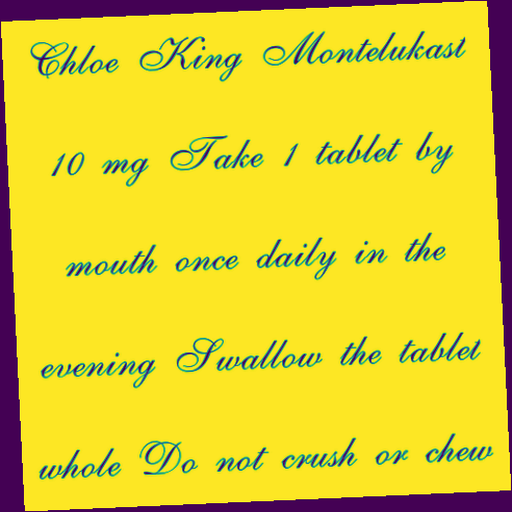 Chloe King Montelukast
10 mg Take 1 tablet by
mouth once daily in the
evening Swallow the tablet
whole Do not crush or chew